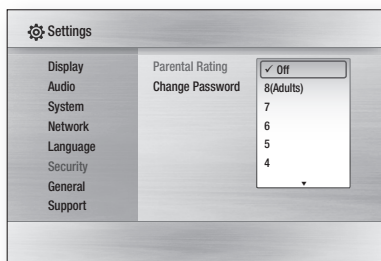 Settings
Display
Audio
System
Network
Language
Security
General
Support
Parental Rating
Change Password
✓ Off
8(Adults)
7
6
5
4